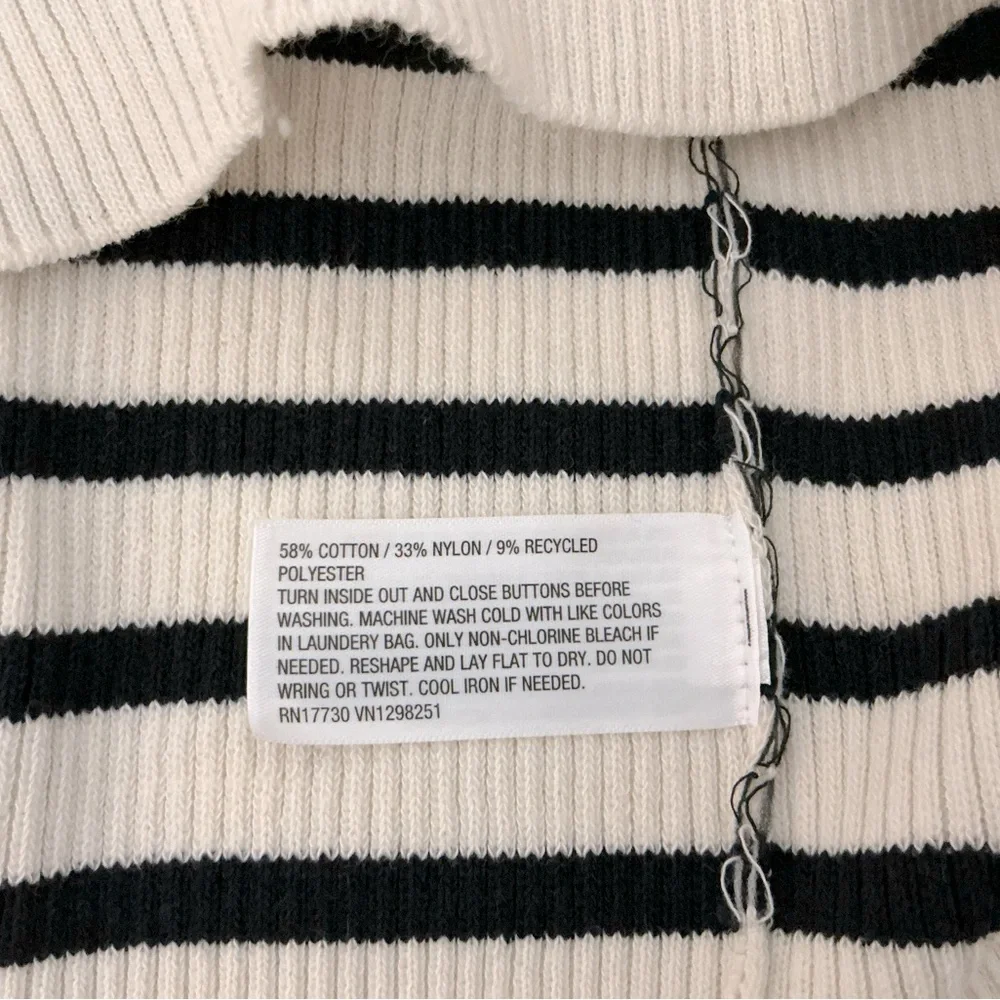 58% COTTON / 33% NYLON / 9% RECYCLED
POLYESTER
TURN INSIDE OUT AND CLOSE BUTTONS BEFORE
WASHING. MACHINE WASH COLD WITH LIKE COLORS
IN LAUNDERY BAG. ONLY NON-CHLORINE BLEACH IF
NEEDED. RESHAPE AND LAY FLAT TO DRY. DO NOT
WRING OR TWIST. COOL IRON IF NEEDED.
RN17730 VN1298251